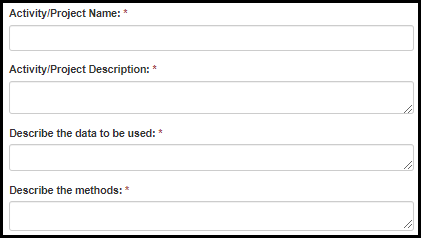 Activity/Project Name: *
Activity/Project Description: *
Describe the data to be used: *
Describe the methods: *